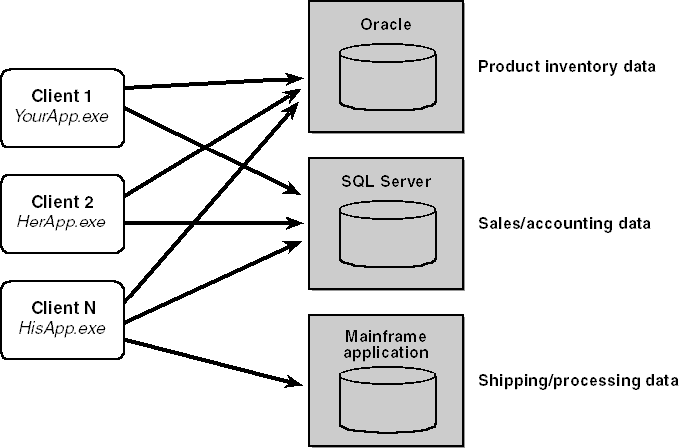 Oracle
Product inventory data
Client 1
YourApp.exe
SQL Server
Client 2
HerApp.exe
Sales/accounting data
Client N
HisApp.exe
Mainframe
application
Shipping/processing data